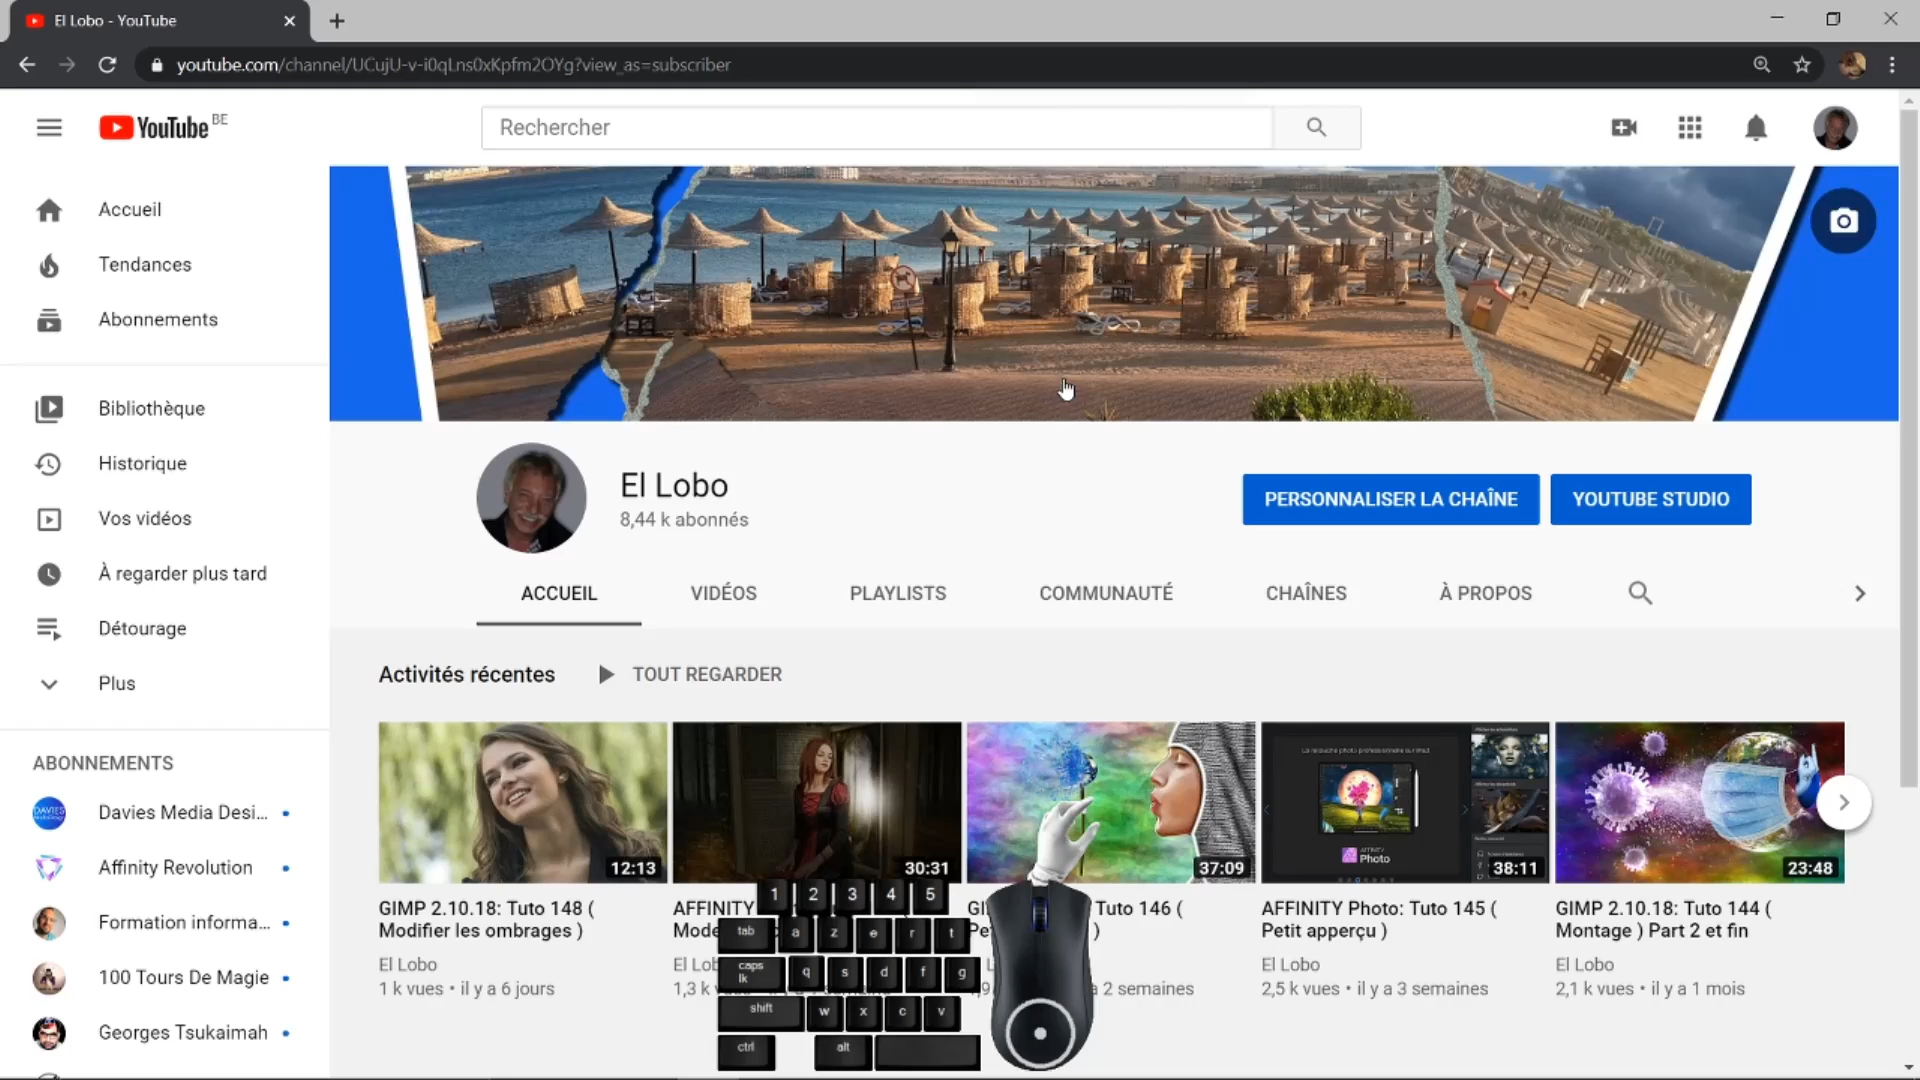 El Lobo - YouTube
youtube.com/channel/UCujU-v-i0qLns0xKpfm2OYg?view_as=subscriber
YouTube BE
Rechercher
Accueil
Tendances
Abonnements
Bibliothèque
Historique
Vos vidéos
À regarder plus tard
Détourage
Plus
ABONNEMENTS
Davies Media Desi...
Affinity Revolution
Formation informa...
100 Tours De Magie
Georges Tsukaimah
El Lobo
8,44 k abonnés
PERSONNALISER LA CHAÎNE
YOUTUBE STUDIO
ACCUEIL VIDÉOS PLAYLISTS COMMUNAUTÉ CHAÎNES À PROPOS
Activités récentes TOUT REGARDER
12:13
30:31
37:09
AFFINITY Photo
38:11
23:48
GIMP 2.10.18: Tuto 148 (
Modifier les ombrages )
El Lobo
1 k vues • il y a 6 jours
AFFINITY
El Lob
1,3 k v
Tuto 146 (
)
a 2 semaines
AFFINITY Photo: Tuto 145 (
Petit apperçu )
El Lobo
2,5 k vues • il y a 3 semaines
GIMP 2.10.18: Tuto 144 (
Montage ) Part 2 et fin
El Lobo
2,1 k vues • il y a 1 mois
1 2 3 4 5
tab a z e r t
caps lk q s d f g
shift w x c v
ctrl alt